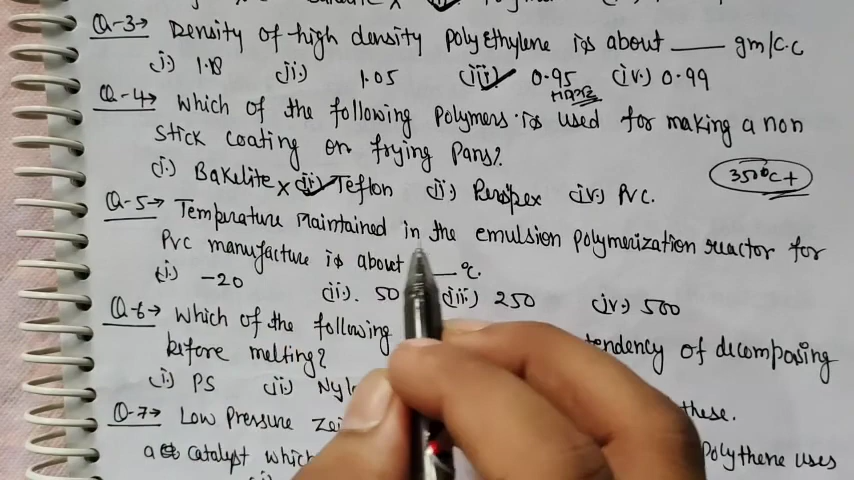 Q-3→ Density of high density polyEthylene is about ___ gm/c.c
(i.) 1.18 (ii.) 1.05 (iii.) 0.95 (iv.) 0.99
HDPE
Q-4→ which of the following polymers is used for making a non
stick coating on frying pans?
(i.) Bakelite x (ii.) Teflon (ii.) Perspex (iv.) PVC.
350°C+
Q-5→ Temperature Maintained in the emulsion polymerization reactor for
PVC manufacture is about ___ °C.
(i.) -20 (ii). 50 (iii.) 250 (iv.) 500
Q-6→ which of the following tendency of decomposing
before melting?
(i.) PS (ii.) Nyl
Q-7→ Low Pressure these.
a catalyst which Polythene uses